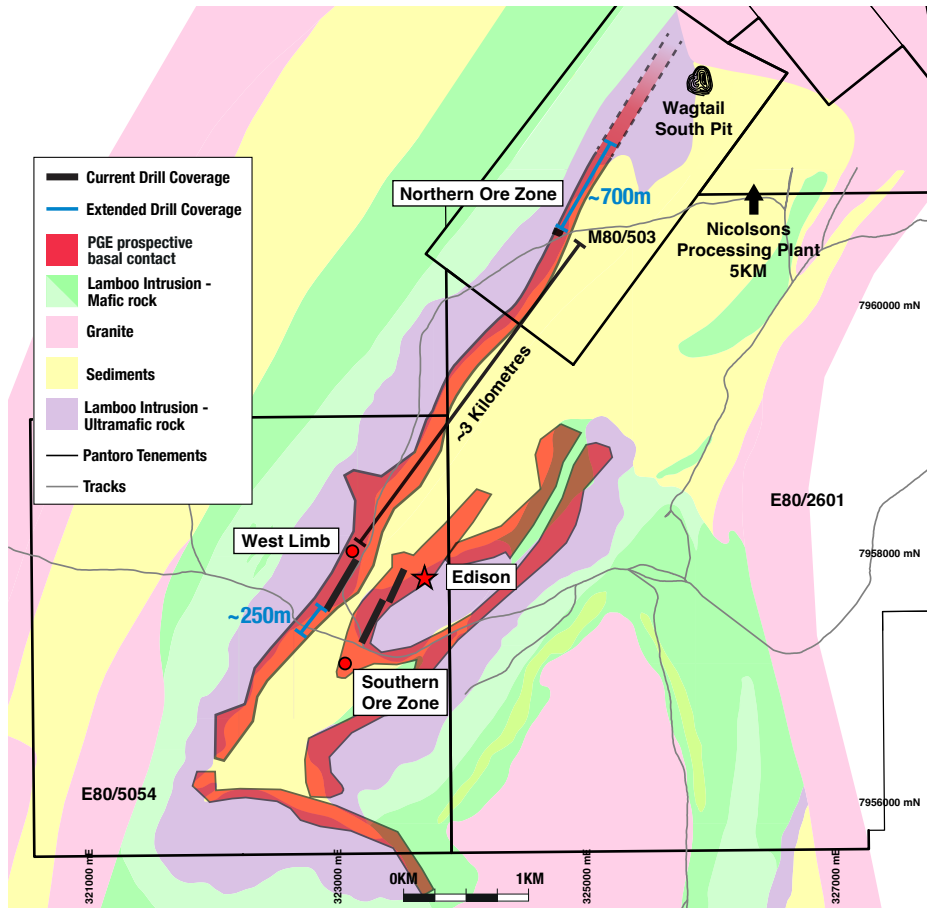 Wagtail
South Pit
Current Drill Coverage
Extended Drill Coverage
PGE prospective
basal contact
Lamboo Intrusion -
Mafic rock
Granite
Sediments
Lamboo Intrusion -
Ultramafic rock
Pantoro Tenements
Tracks
Northern Ore Zone
~700m
M80/503
Nicolsons
Processing Plant
5KM
7960000 mN
~3 Kilometres
E80/2601
West Limb
7958000 mN
Edison
~250m
Southern
Ore Zone
E80/5054
7956000 mN
321000 mE
323000 mE
325000 mE
327000 mE
0KM
1KM